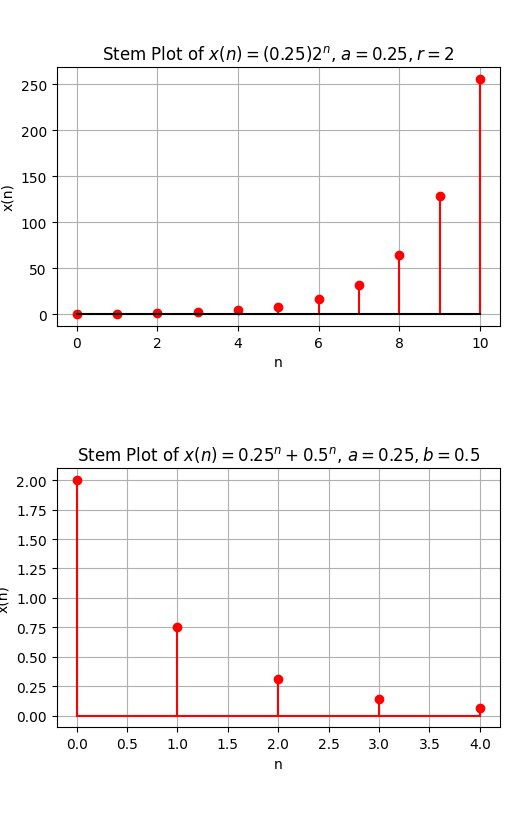 Stem Plot of x(n) = (0.25)2^n, a = 0.25, r = 2
250
200
150
100
50
0
x(n)
0 2 4 6 8 10
n
Stem Plot of x(n) = 0.25^n + 0.5^n, a = 0.25, b = 0.5
2.00
1.75
1.50
1.25
1.00
0.75
0.50
0.25
0.00
x(n)
0.0 0.5 1.0 1.5 2.0 2.5 3.0 3.5 4.0
n